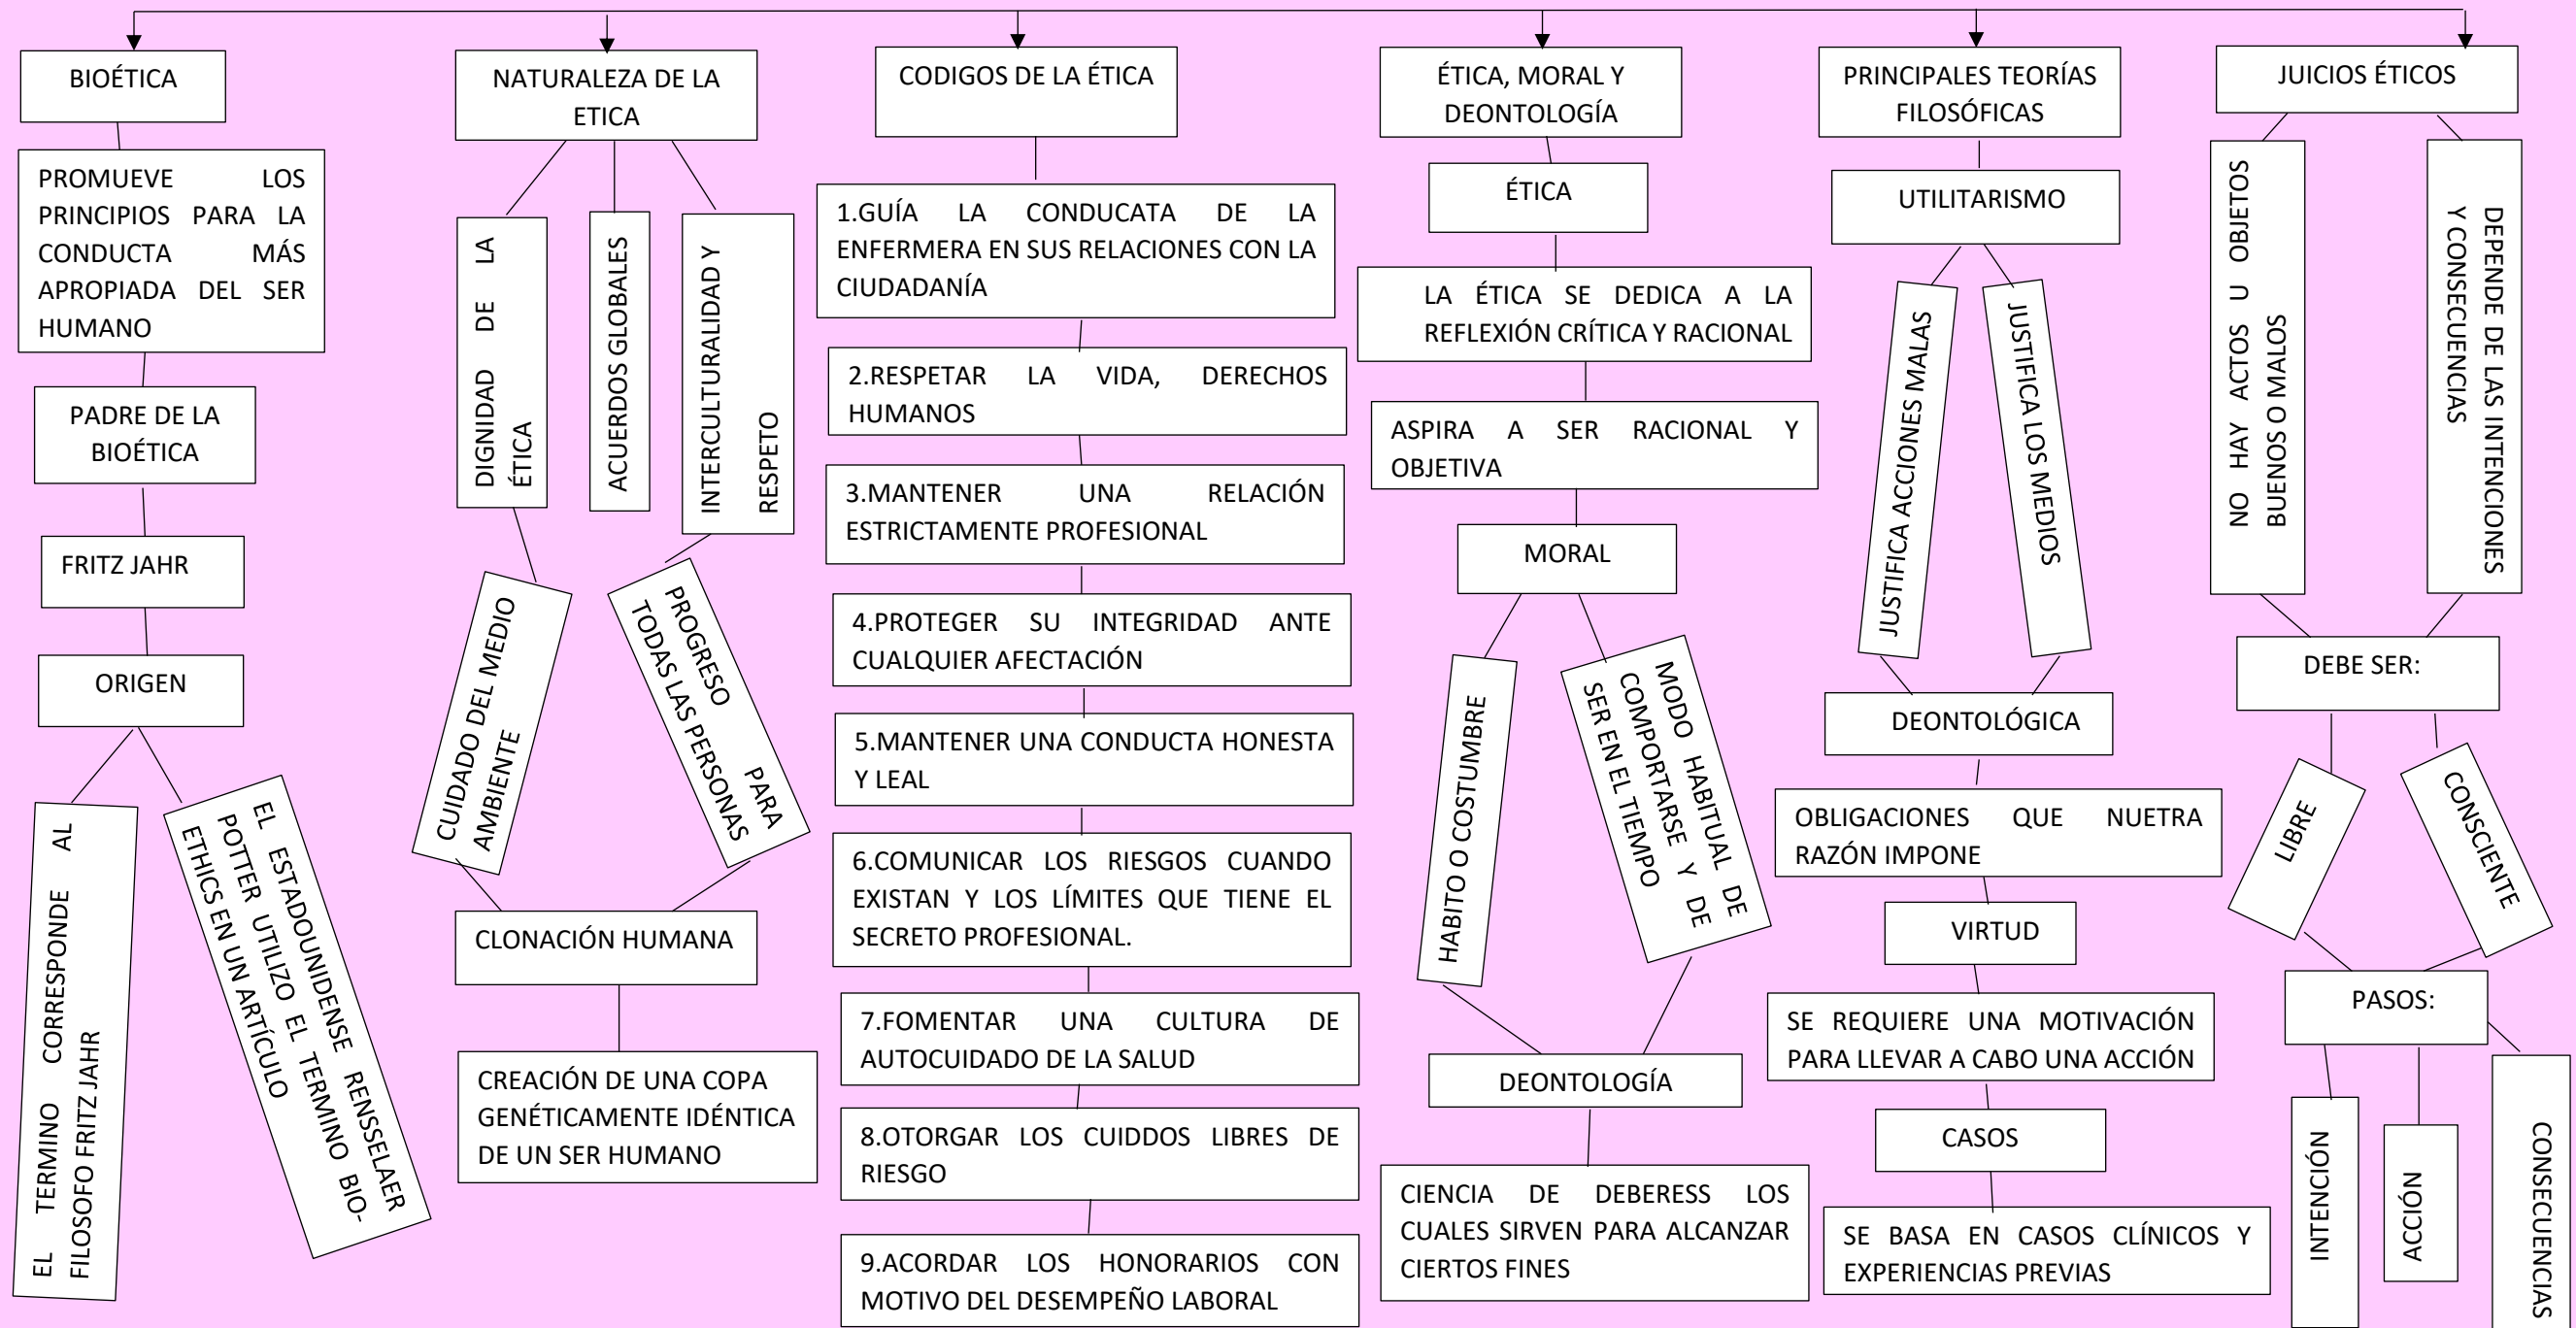 BIOÉTICA
PROMUEVE LOS
PRINCIPIOS PARA LA
CONDUCTA MÁS
APROPIADA DEL SER
HUMANO
PADRE DE LA
BIOÉTICA
FRITZ JAHR
ORIGEN
EL TERMINO CORRESPONDE AL
FILOSOFO FRITZ JAHR
EL ESTADOUNIDENSE RENSSELAER
POTTER UTILIZO EL TERMINO BIO-
ETHICS EN UN ARTÍCULO
NATURALEZA DE LA
ETICA
DIGNIDAD DE LA
ÉTICA
ACUERDOS GLOBALES
INTERCULTURALIDAD Y
RESPETO
CUIDADO DEL MEDIO
AMBIENTE
PROGRESO PARA
TODAS LAS PERSONAS
CLONACIÓN HUMANA
CREACIÓN DE UNA COPA
GENÉTICAMENTE IDÉNTICA
DE UN SER HUMANO
CODIGOS DE LA ÉTICA
1.GUÍA LA CONDUCATA DE LA
ENFERMERA EN SUS RELACIONES CON LA
CIUDADANÍA
2.RESPETAR LA VIDA, DERECHOS
HUMANOS
3.MANTENER UNA RELACIÓN
ESTRICTAMENTE PROFESIONAL
4.PROTEGER SU INTEGRIDAD ANTE
CUALQUIER AFECTACIÓN
5.MANTENER UNA CONDUCTA HONESTA
Y LEAL
6.COMUNICAR LOS RIESGOS CUANDO
EXISTAN Y LOS LÍMITES QUE TIENE EL
SECRETO PROFESIONAL.
7.FOMENTAR UNA CULTURA DE
AUTOCUIDADO DE LA SALUD
8.OTORGAR LOS CUIDDOS LIBRES DE
RIESGO
9.ACORDAR LOS HONORARIOS CON
MOTIVO DEL DESEMPEÑO LABORAL
ÉTICA, MORAL Y
DEONTOLOGÍA
ÉTICA
LA ÉTICA SE DEDICA A LA
REFLEXIÓN CRÍTICA Y RACIONAL
ASPIRA A SER RACIONAL Y
OBJETIVA
MORAL
HABITO O COSTUMBRE
MODO HABITUAL DE
COMPORTARSE Y DE
SER EN EL TIEMPO
DEONTOLOGÍA
CIENCIA DE DEBERESS LOS
CUALES SIRVEN PARA ALCANZAR
CIERTOS FINES
PRINCIPALES TEORÍAS
FILOSÓFICAS
UTILITARISMO
JUSTIFICA ACCIONES MALAS
JUSTIFICA LOS MEDIOS
DEONTOLÓGICA
OBLIGACIONES QUE NUETRA
RAZÓN IMPONE
VIRTUD
SE REQUIERE UNA MOTIVACIÓN
PARA LLEVAR A CABO UNA ACCIÓN
CASOS
SE BASA EN CASOS CLÍNICOS Y
EXPERIENCIAS PREVIAS
JUICIOS ÉTICOS
NO HAY ACTOS U OBJETOS
BUENOS O MALOS
DEPENDE DE LAS INTENCIONES
Y CONSECUENCIAS
DEBE SER:
LIBRE
CONSCIENTE
PASOS:
INTENCIÓN
ACCIÓN
CONSECUENCIAS